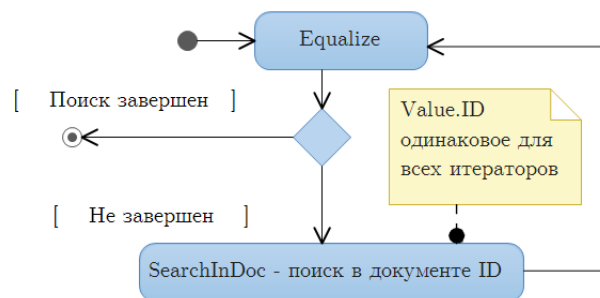 Equalize
[ Поиск завершен ]
Value.ID
одинаковое для
всех итераторов
[ Не завершен ]
SearchInDoc - поиск в документе ID